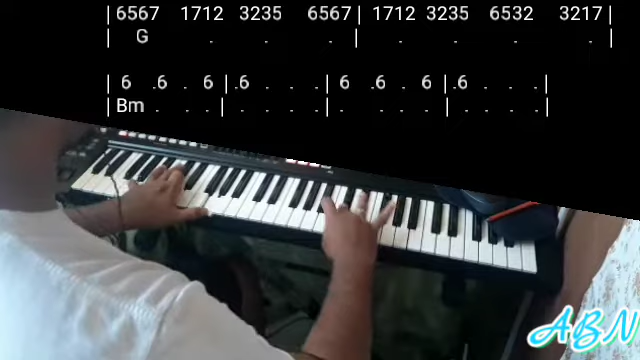 |6567 1712 3235 6567| 1712 3235 6532 3217|
| G . . . | . . . . |
| 6 .6 . 6 |.6 . . . | 6 .6 . 6 |.6 . . . |
|Bm . . . | . . . . |. . . . | . . . . |
ABN